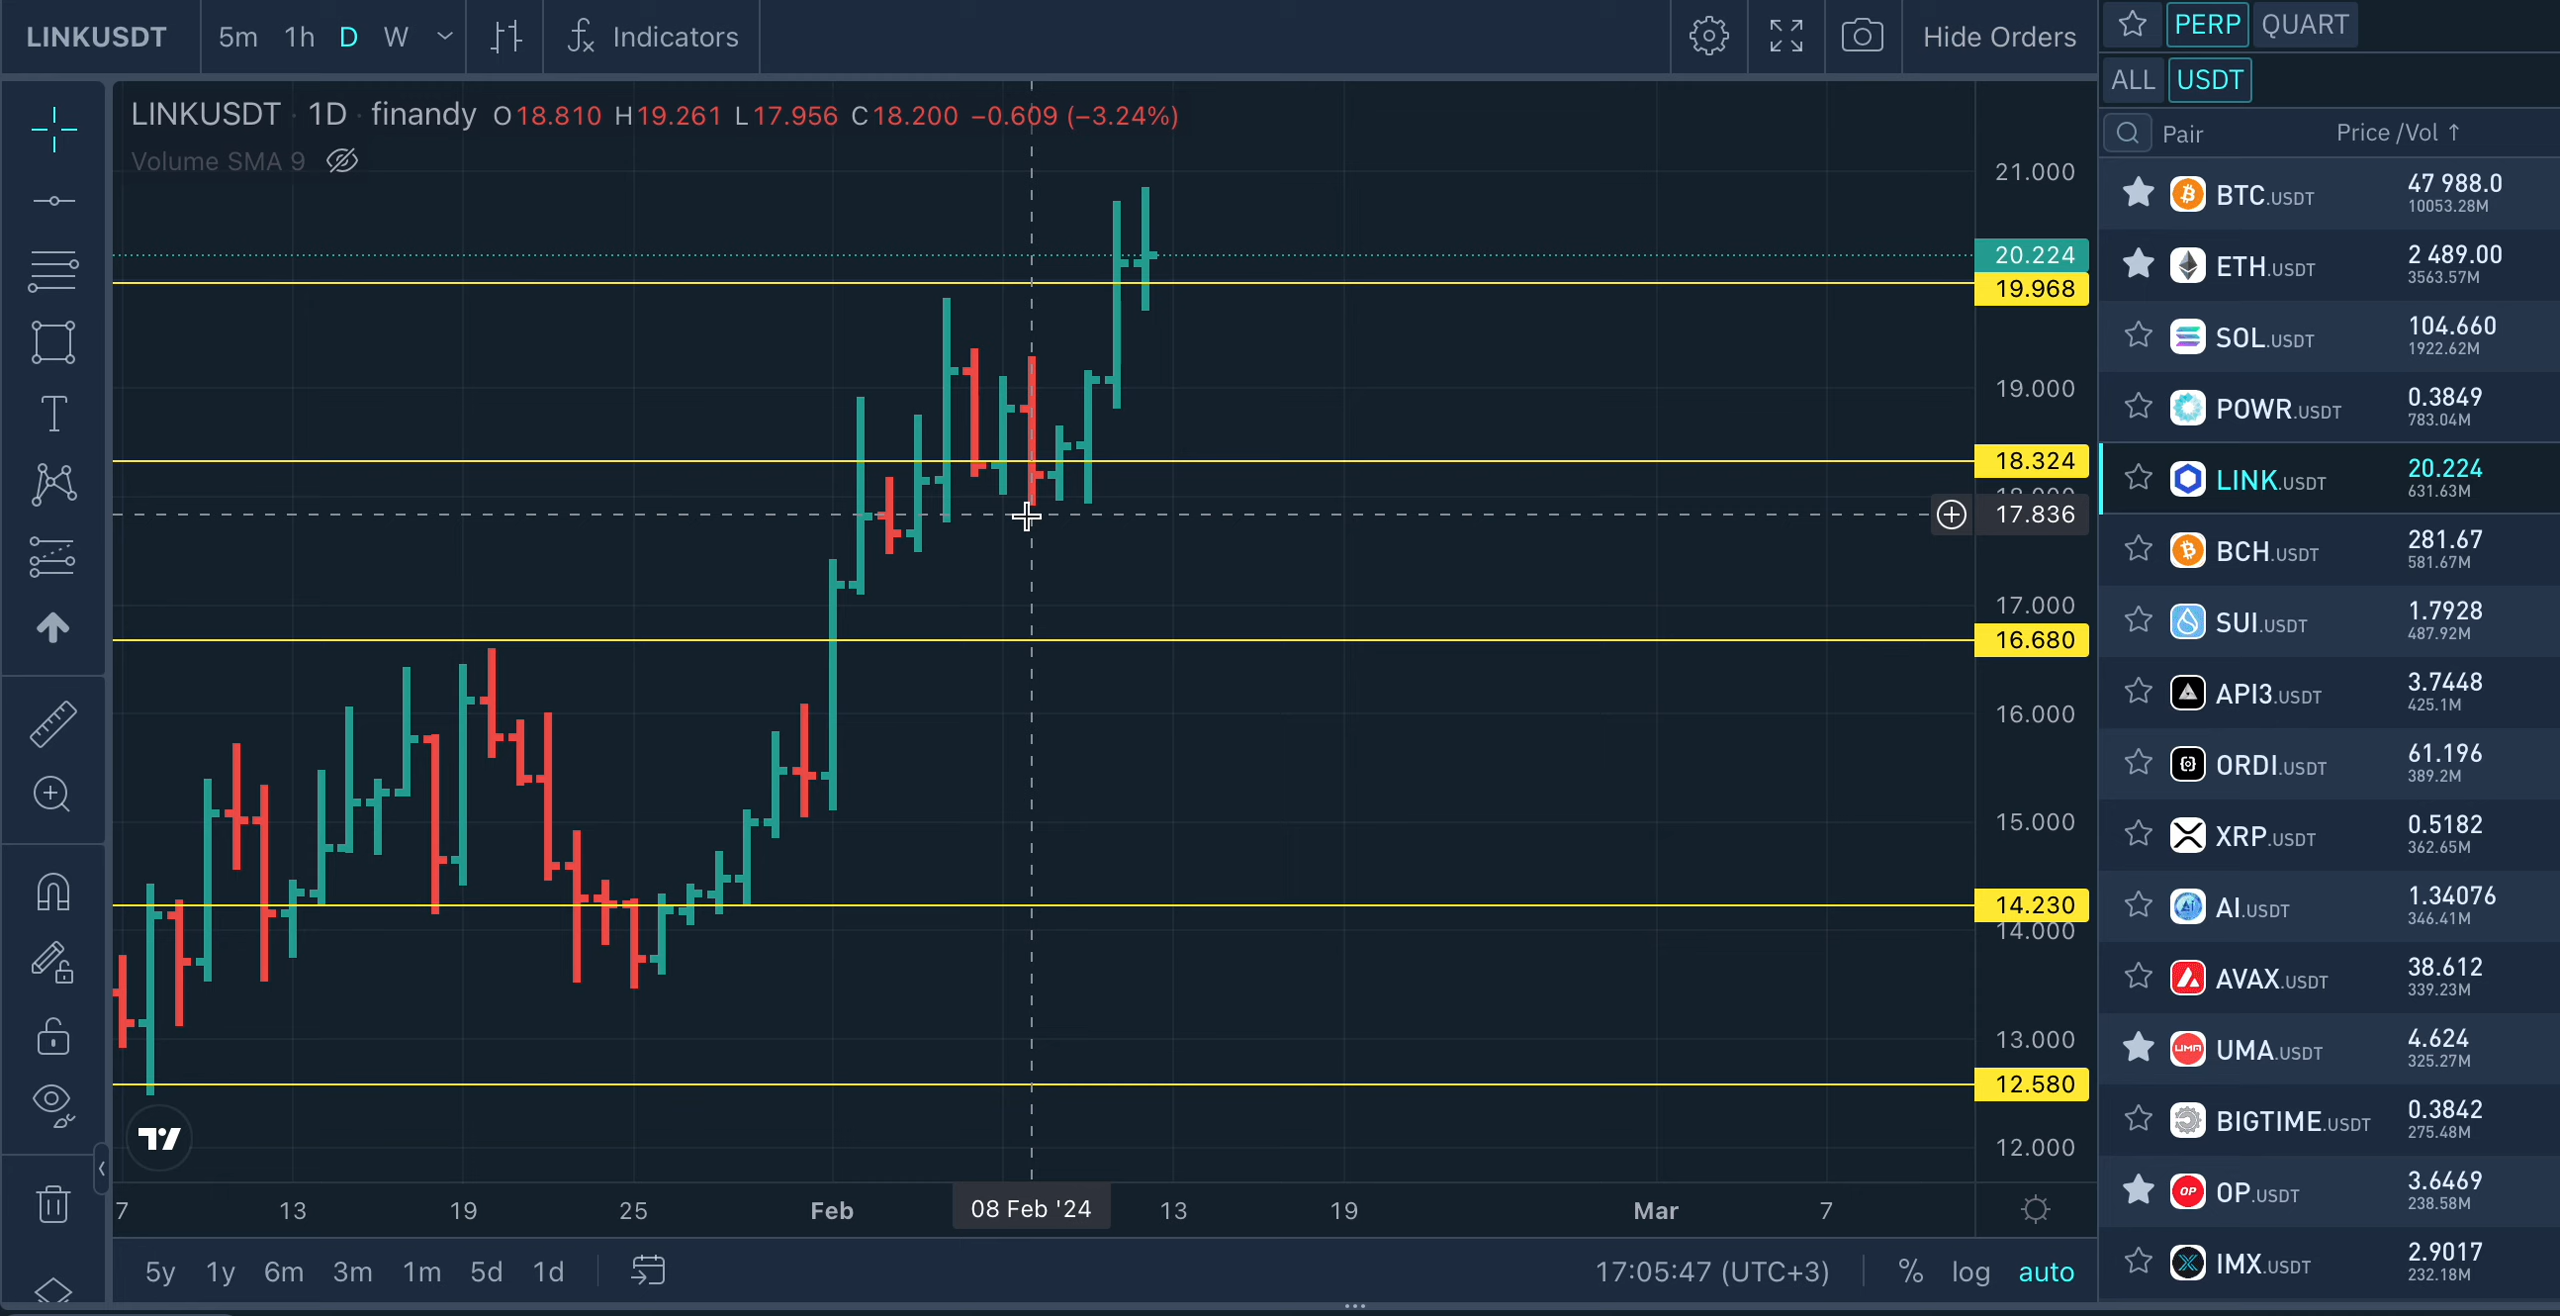 LINKUSDT 5m 1h D W Indicators Hide Orders
LINKUSDT · 1D · finandy O18.810 H19.261 L17.956 C18.200 −0.609 (−3.24%)
Volume SMA 9
21.000
20.224
19.968
19.000
18.324
18.000
17.836
17.000
16.680
16.000
15.000
14.230
14.000
13.000
12.580
12.000
7 13 19 25 Feb 08 Feb '24 13 19 Mar 7
5y 1y 6m 3m 1m 5d 1d 17:05:47 (UTC+3) % log auto
PERP QUART
ALL USDT
Pair Price /Vol ↑
BTC.USDT 47 988.0
10053.28M
ETH.USDT 2 489.00
3563.57M
SOL.USDT 104.660
1922.62M
POWR.USDT 0.3849
783.04M
LINK.USDT 20.224
631.63M
BCH.USDT 281.67
581.67M
SUI.USDT 1.7928
487.92M
API3.USDT 3.7448
425.1M
ORDI.USDT 61.196
389.2M
XRP.USDT 0.5182
362.65M
AI.USDT 1.34076
346.41M
AVAX.USDT 38.612
339.23M
UMA UMA.USDT 4.624
325.27M
BIGTIME.USDT 0.3842
275.48M
OP OP.USDT 3.6469
238.58M
IMX.USDT 2.9017
232.18M